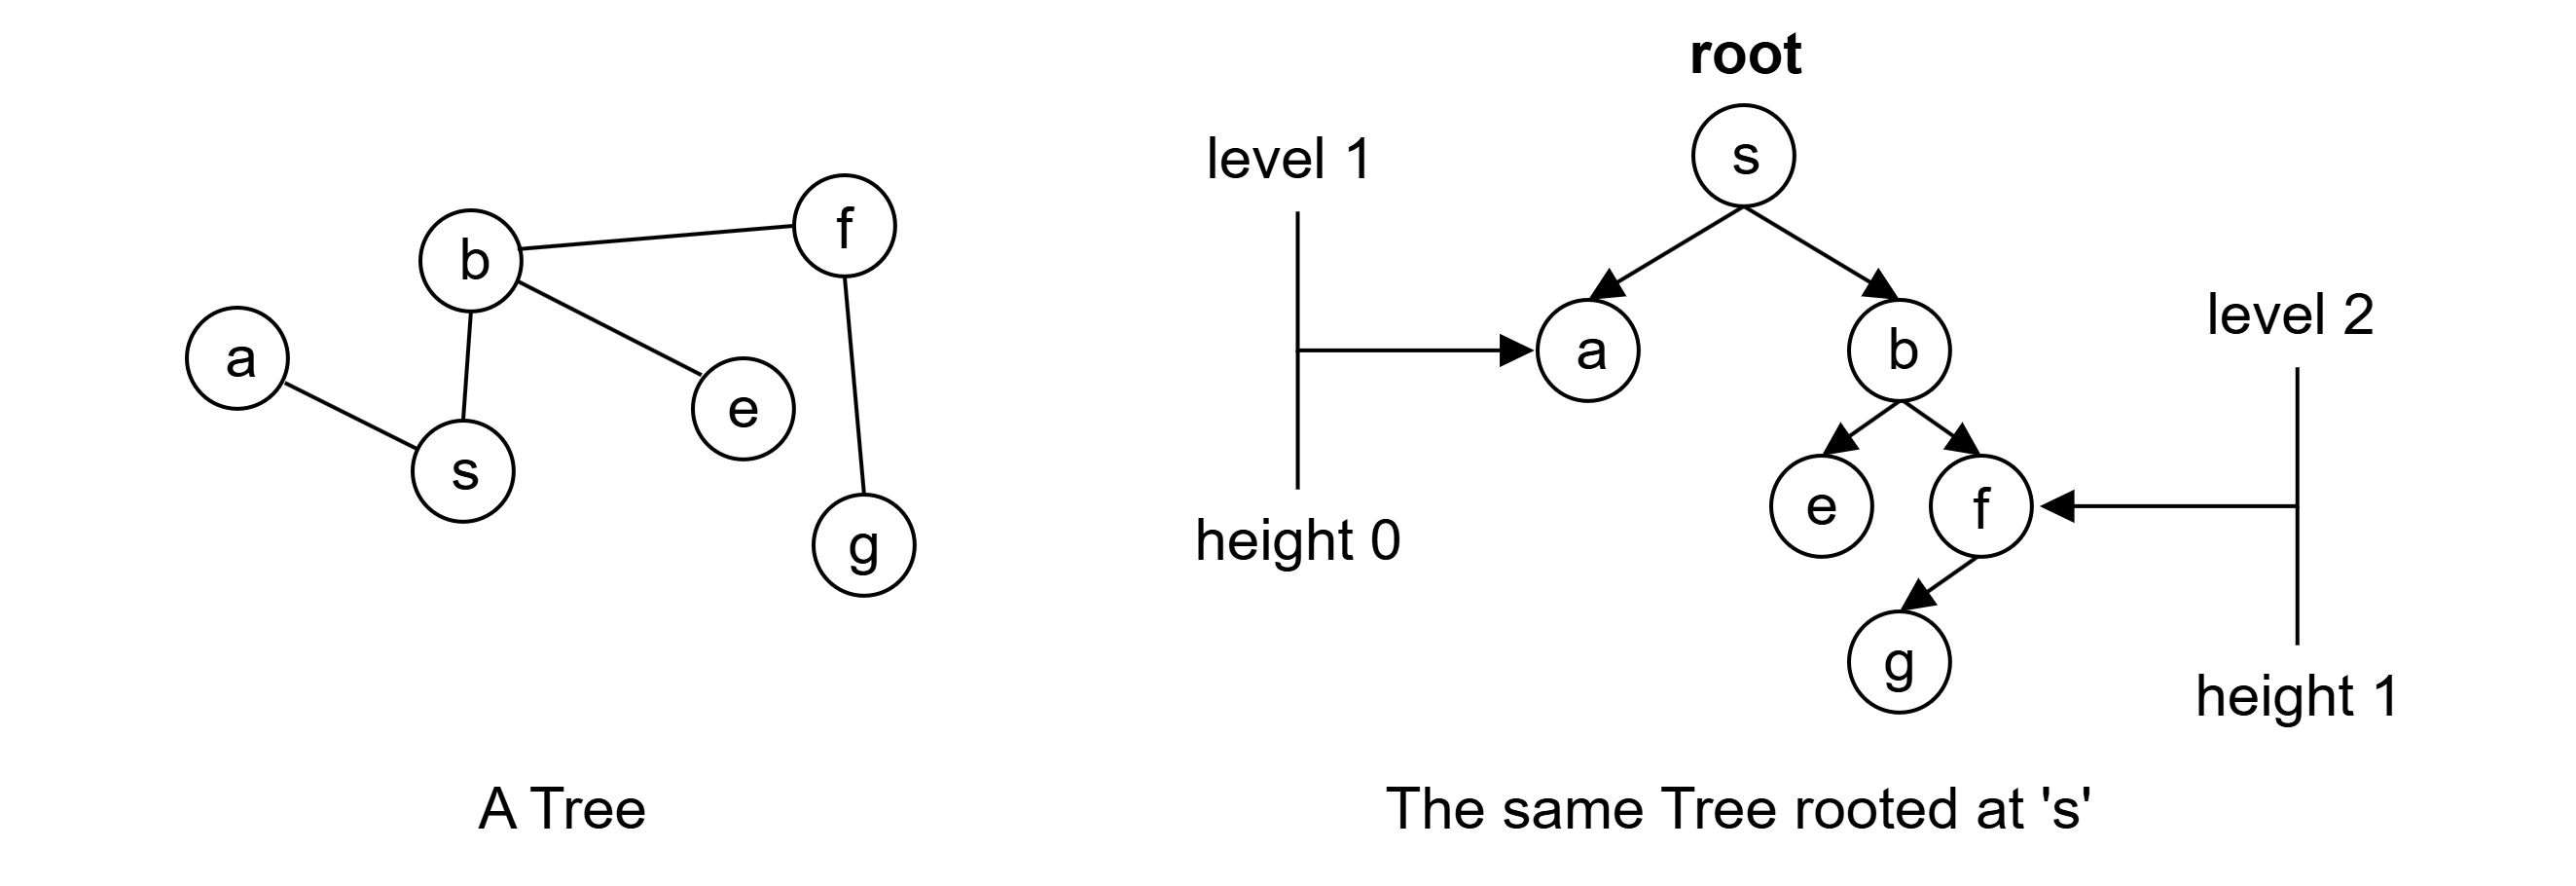 b
f
a
e
s
g
A Tree
root
s
level 1
a
b
level 2
e
f
height 0
g
height 1
The same Tree rooted at 's'